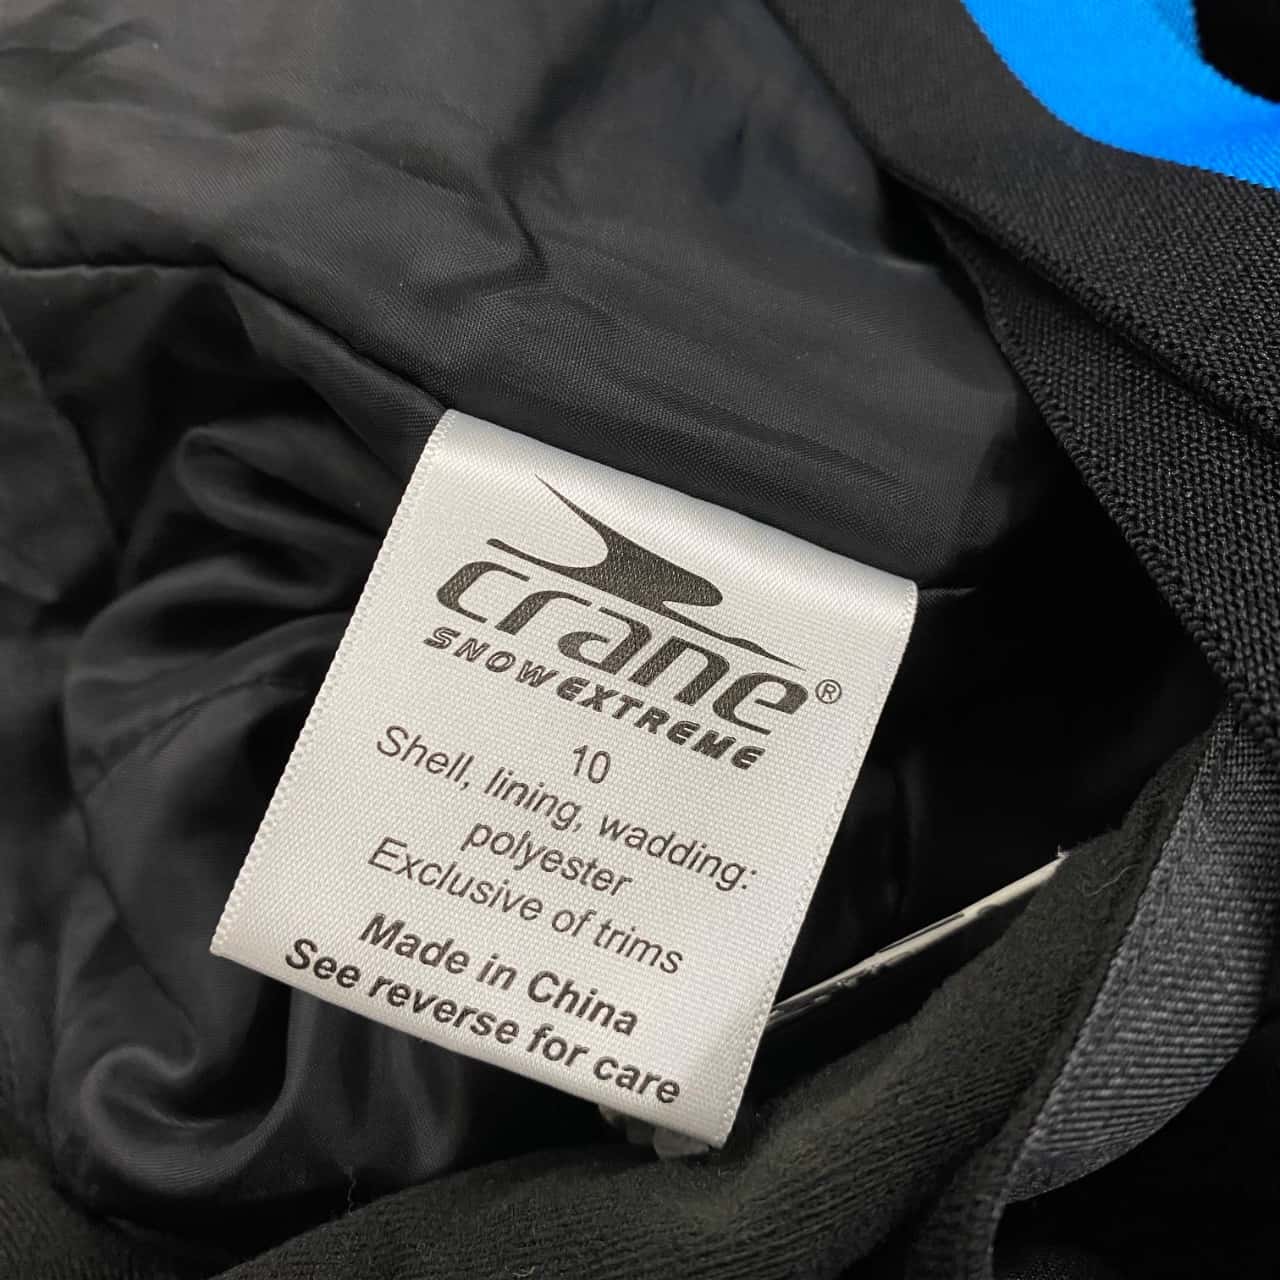 crane®
SNOWEXTREME
10
Shell, lining, wadding:
polyester
Exclusive of trims
Made in China
See reverse for care